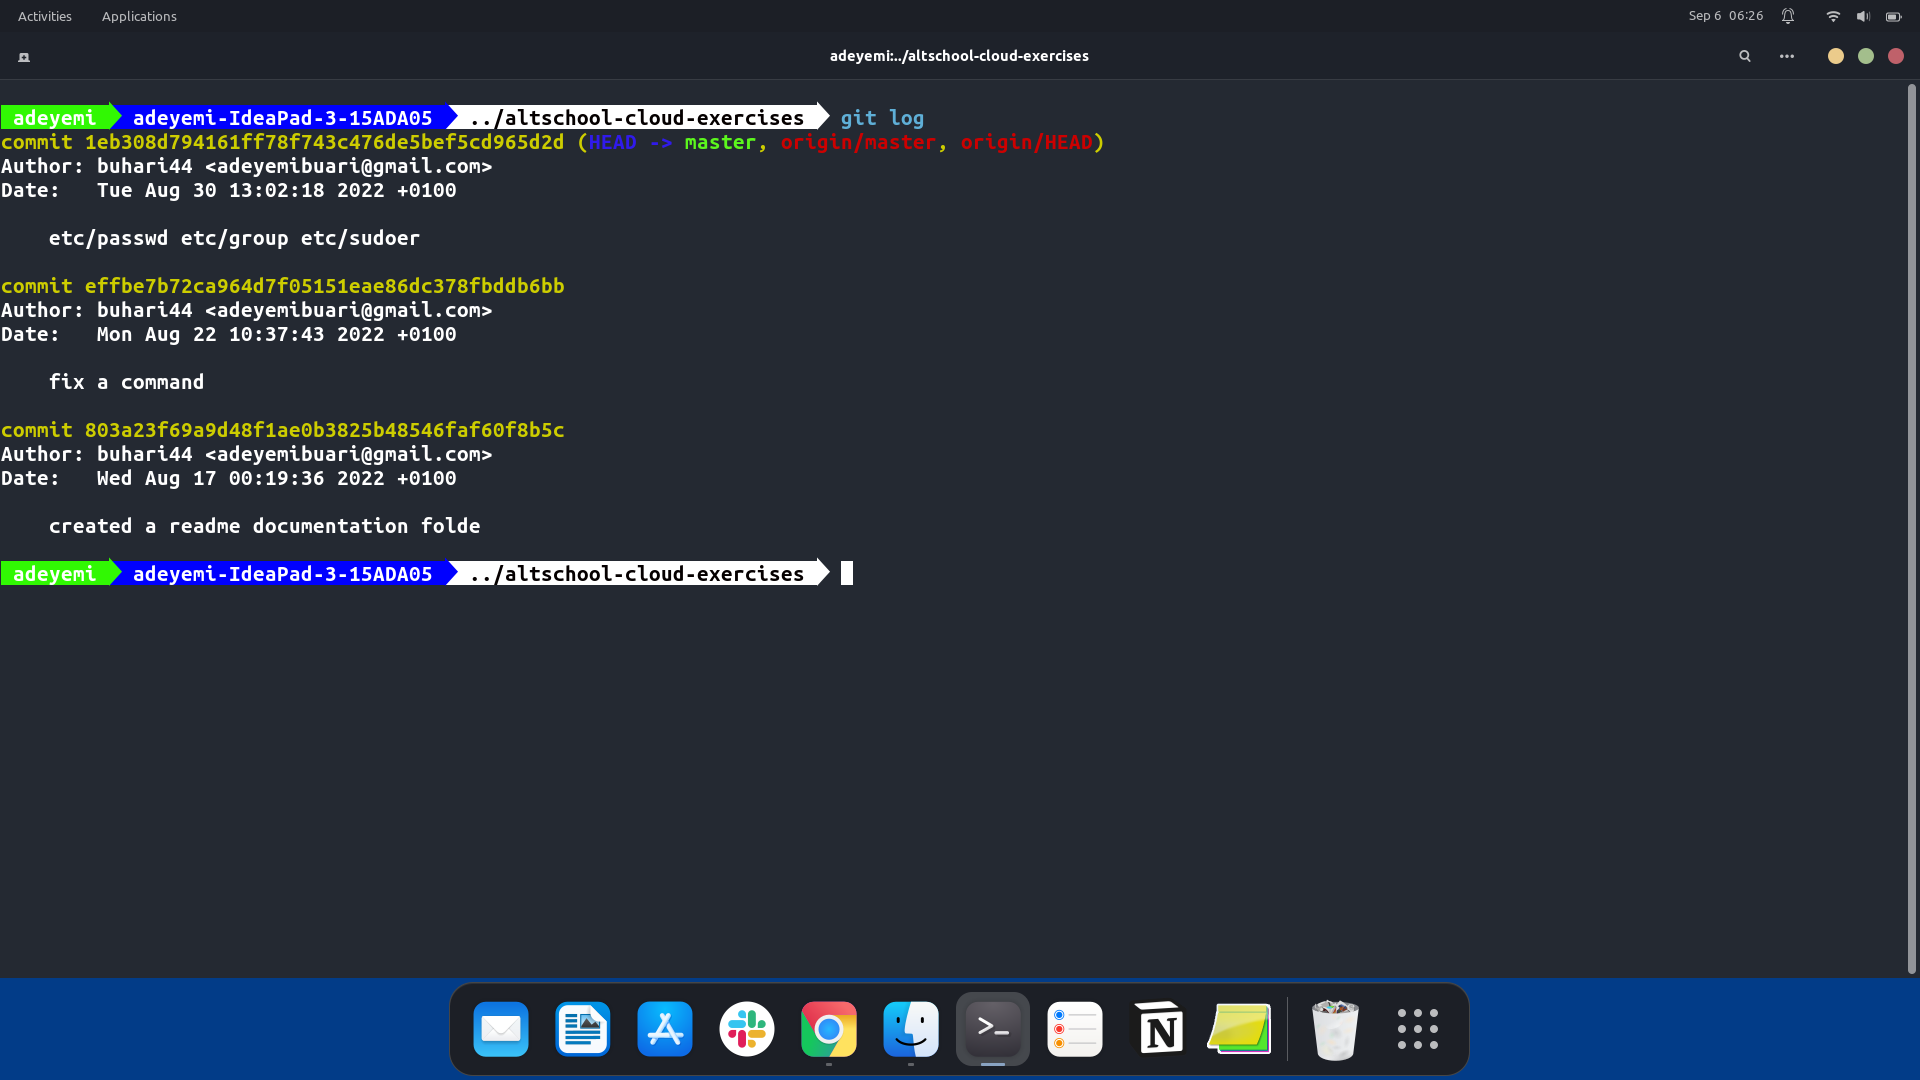 Activities Applications Sep 6 06:26
adeyemi:../altschool-cloud-exercises
adeyemi adeyemi-IdeaPad-3-15ADA05 ../altschool-cloud-exercises git log
commit 1eb308d794161ff78f743c476de5bef5cd965d2d (HEAD -> master, origin/master, origin/HEAD)
Author: buhari44 <adeyemibuari@gmail.com>
Date:   Tue Aug 30 13:02:18 2022 +0100
etc/passwd etc/group etc/sudoer
commit effbe7b72ca964d7f05151eae86dc378fbddb6bb
Author: buhari44 <adeyemibuari@gmail.com>
Date:   Mon Aug 22 10:37:43 2022 +0100
fix a command
commit 803a23f69a9d48f1ae0b3825b48546faf60f8b5c
Author: buhari44 <adeyemibuari@gmail.com>
Date:   Wed Aug 17 00:19:36 2022 +0100
created a readme documentation folde
adeyemi adeyemi-IdeaPad-3-15ADA05 ../altschool-cloud-exercises